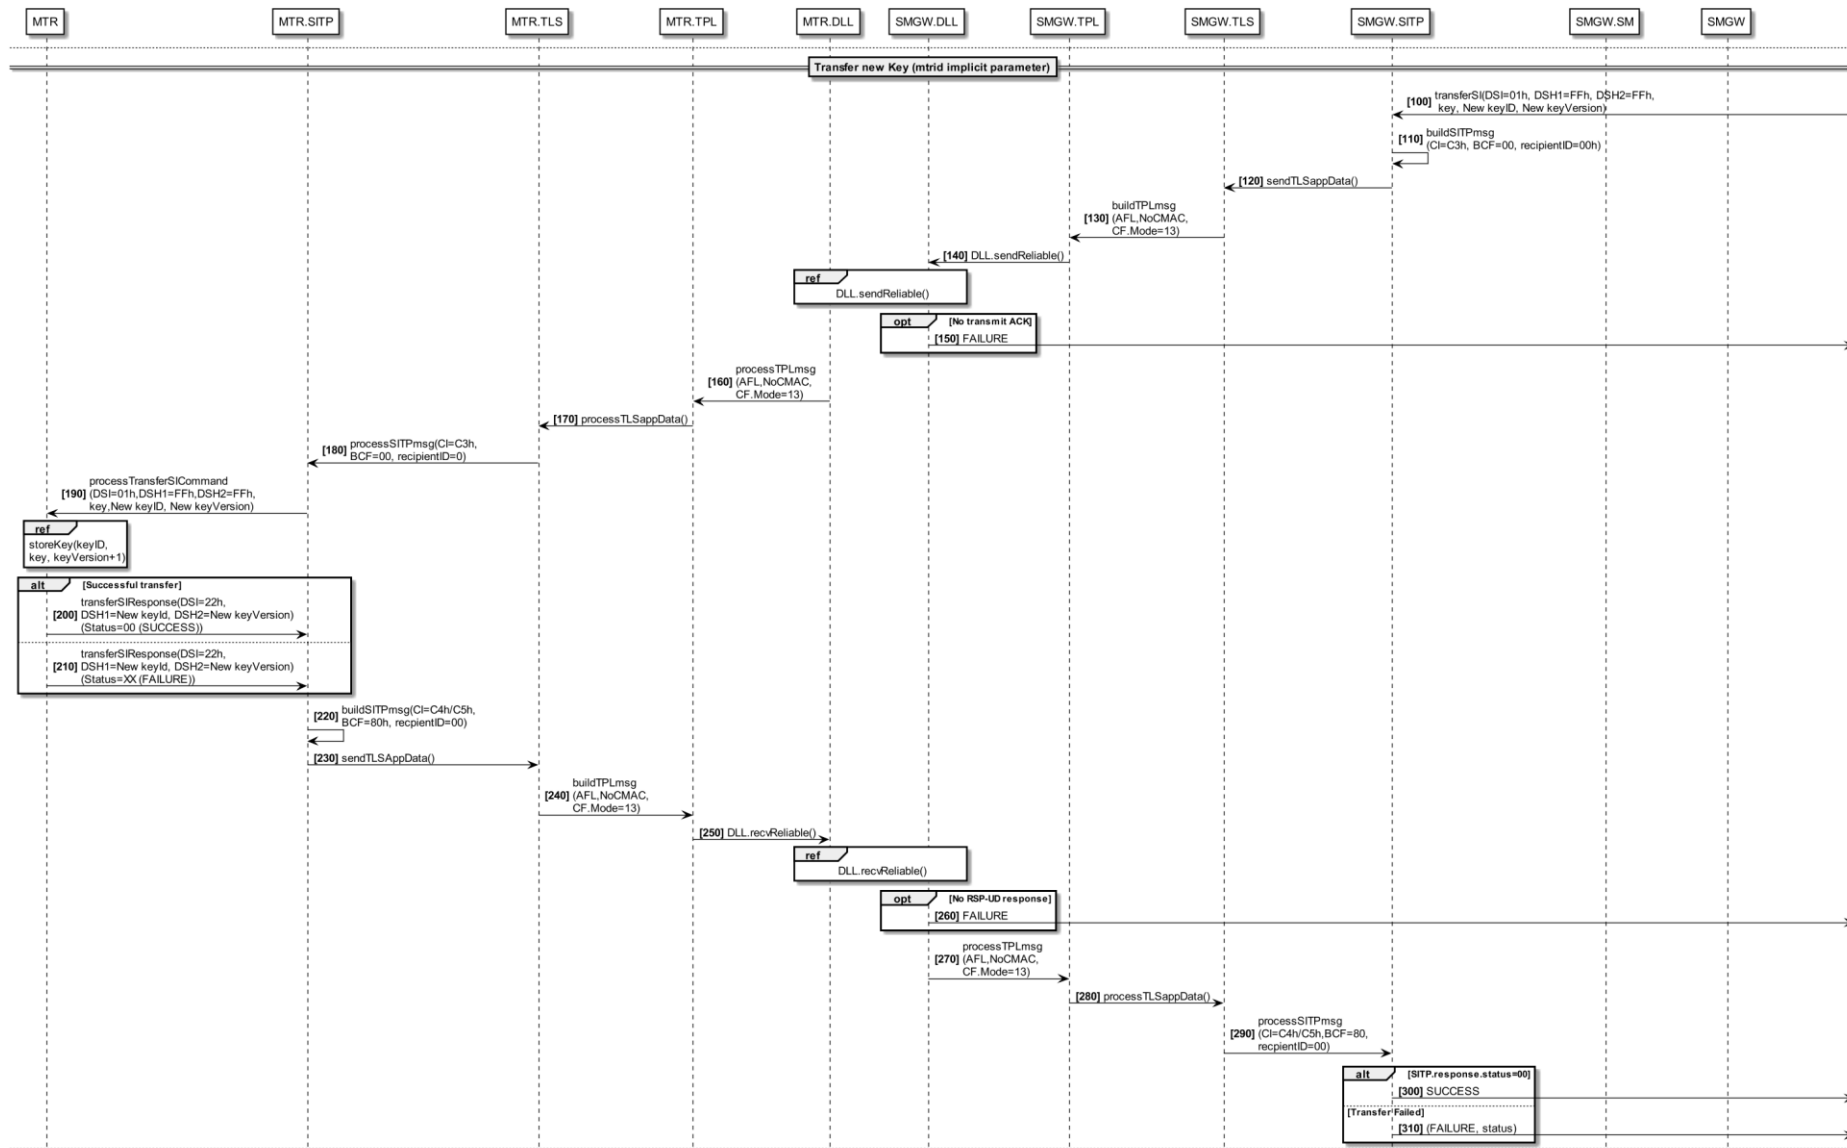 MTR MTR.SITP MTR.TLS MTR.TPL MTR.DLL SMGW.DLL SMGW.TPL SMGW.TLS SMGW.SITP SMGW.SM SMGW
Transfer new Key (mtrid implicit parameter)
transferSI(DSI=01h, DSH1=FFh, DSH2=FFh,
[100] key, New keyID, New keyVersion)
buildSITPmsg
[110] (CI=C3h, BCF=00, recipientID=00h)
[120] sendTLSappData()
buildTPLmsg
[130] (AFL,NoCMAC,
CF.Mode=13)
[140] DLL.sendReliable()
ref
DLL.sendReliable()
opt [No transmit ACK]
[150] FAILURE
processTPLmsg
[160] (AFL,NoCMAC,
CF.Mode=13)
[170] processTLSappData()
[180] processSITPmsg(CI=C3h,
BCF=00, recipientID=0)
processTransferSICommand
[190] (DSI=01h,DSH1=FFh,DSH2=FFh,
key,New keyID, New keyVersion)
ref
storeKey(keyID,
key, keyVersion+1)
alt [Successful transfer]
transferSIResponse(DSI=22h,
[200] DSH1=New keyId, DSH2=New keyVersion)
(Status=00 (SUCCESS))
transferSIResponse(DSI=22h,
[210] DSH1=New keyId, DSH2=New keyVersion)
(Status=XX (FAILURE))
[220] buildSITPmsg(CI=C4h/C5h,
BCF=80h, recpientID=00)
[230] sendTLSAppData()
buildTPLmsg
[240] (AFL,NoCMAC,
CF.Mode=13)
[250] DLL.recvReliable()
ref
DLL.recvReliable()
opt [No RSP-UD response]
[260] FAILURE
processTPLmsg
[270] (AFL,NoCMAC,
CF.Mode=13)
[280] processTLSappData()
processSITPmsg
[290] (CI=C4h/C5h,BCF=80,
recpientID=00)
alt [SITP.response.status=00]
[300] SUCCESS
[Transfer Failed]
[310] (FAILURE, status)